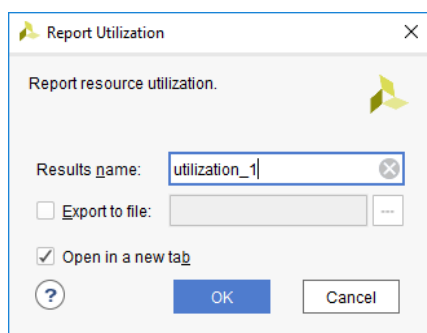 Report Utilization
Report resource utilization.
Results name: utilization_1
Export to file: ...
Open in a new tab
? OK Cancel